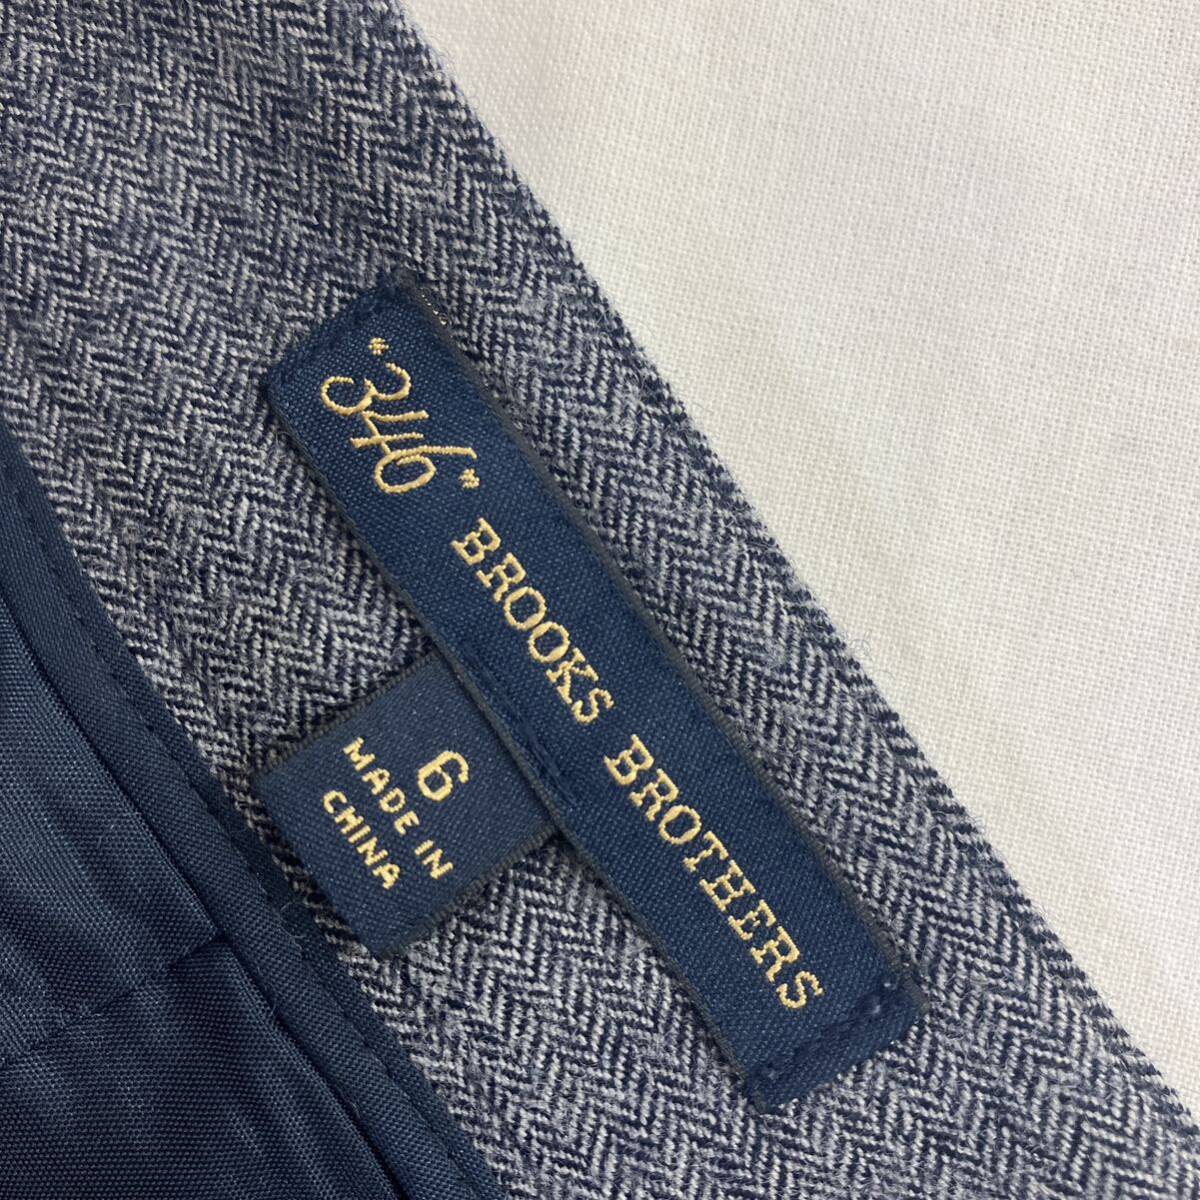 "346" BROOKS BROTHERS
6
MADE IN
CHINA